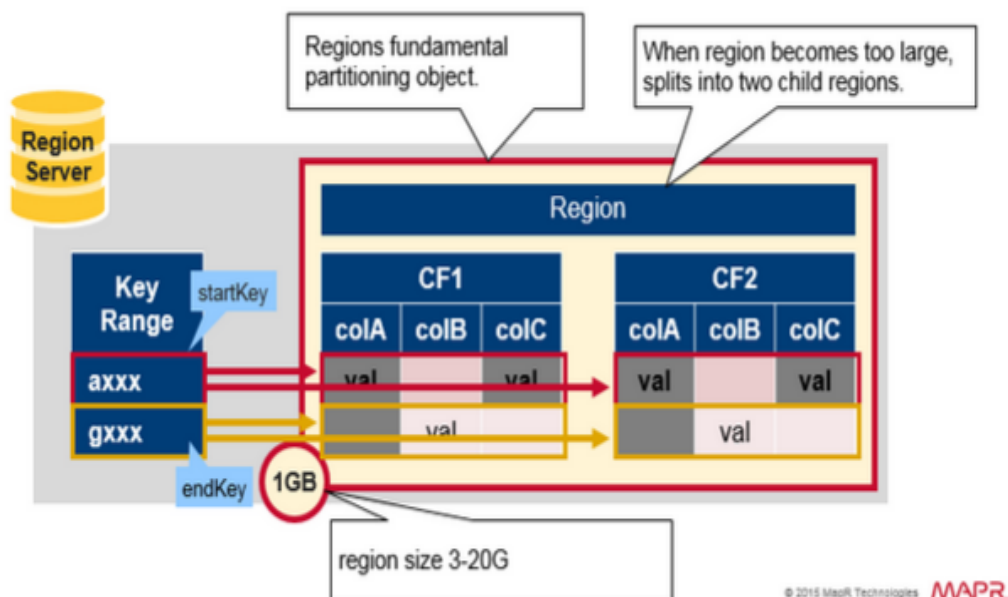 Regions fundamental
partitioning object.
When region becomes too large,
splits into two child regions.
Region
Server
Region
Key
Range
startKey
CF1
CF2
colA colB colC
colA colB colC
axxx
val val
val val
gxxx
val
val
endKey
1GB
region size 3-20G
© 2015 MapR Technologies MAPR